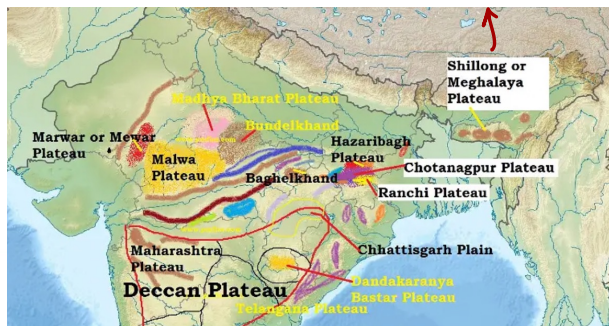 Shillong or
Meghalaya
Plateau
Madhya Bharat Plateau
Bundelkhand
Marwar or Mewar
Plateau
Malwa
Plateau
Hazaribagh
Plateau
Baghelkhand
Chotanagpur Plateau
Ranchi Plateau
Maharashtra
Plateau
Chhattisgarh Plain
Deccan Plateau
Dandakaranya
Bastar Plateau
Telangana Plateau